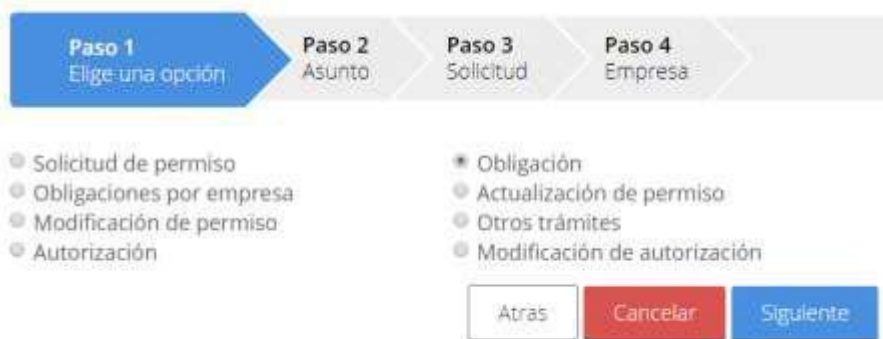 Paso 1
Elige una opción
Paso 2
Asunto
Paso 3
Solicitud
Paso 4
Empresa
Solicitud de permiso
Obligaciones por empresa
Modificación de permiso
Autorización
Obligación
Actualización de permiso
Otros trámites
Modificación de autorización
Atras
Cancelar
Siguiente